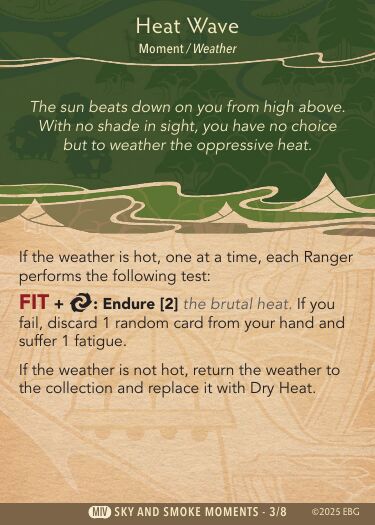 Heat Wave
Moment / Weather
The sun beats down on you from high above.
With no shade in sight, you have no choice
but to weather the oppressive heat.
If the weather is hot, one at a time, each Ranger
performs the following test:
FIT + : Endure [2] the brutal heat. If you
fail, discard 1 random card from your hand and
suffer 1 fatigue.
If the weather is not hot, return the weather to
the collection and replace it with Dry Heat.
MIV SKY AND SMOKE MOMENTS - 3/8 ©2025 EBG